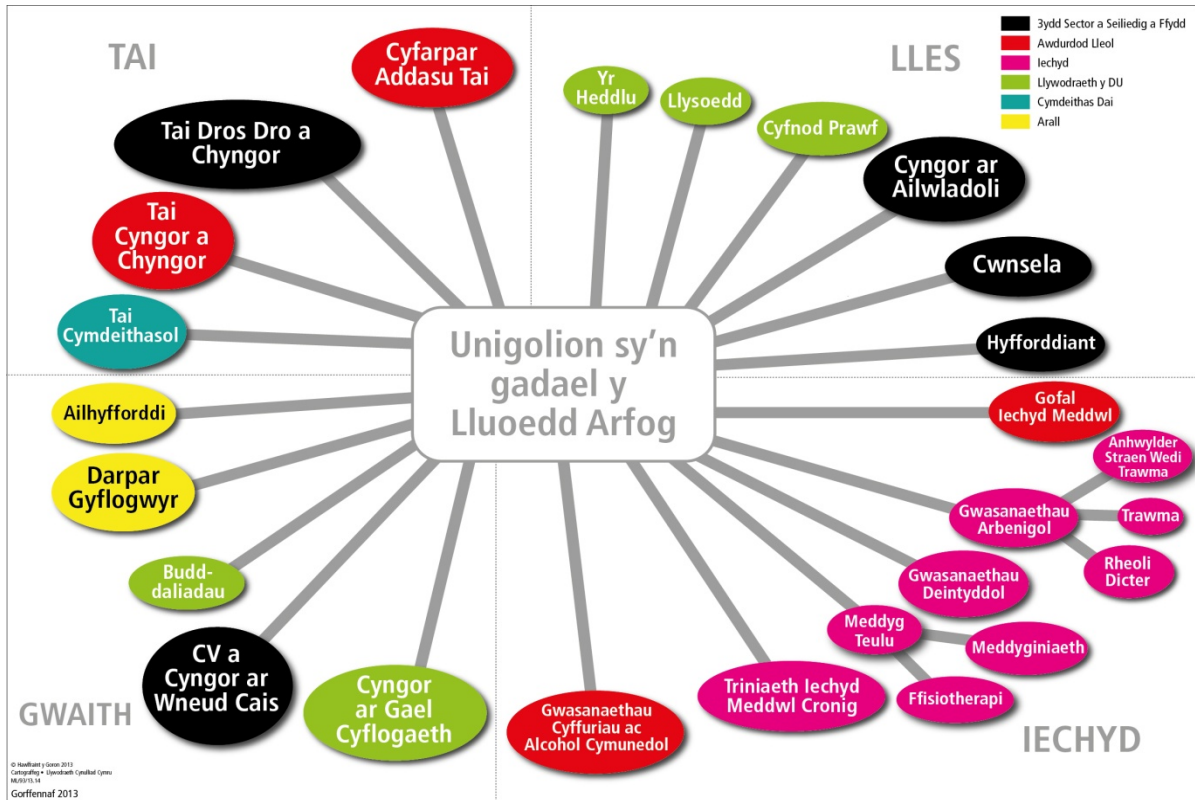 TAI
Cyfarpar
Addasu Tai
Tai Dros Dro a
Chyngor
Tai
Cyngor a
Chyngor
Tai
Cymdeithasol
LLES
Yr
Heddlu
Llysoedd
Cyfnod Prawf
Cyngor ar
Ailwladoli
Cwnsela
Hyfforddiant
3ydd Sector a Seiliedig a Ffydd
Awdurdod Lleol
Iechyd
Llywodraeth y DU
Cymdeithas Dai
Arall
Unigolion sy'n
gadael y
Lluoedd Arfog
Ailhyfforddi
Darpar
Gyflogwyr
Budd-
daliadau
CV a
Cyngor ar
Wneud Cais
Cyngor
ar Gael
Cyflogaeth
GWAITH
Gofal
Iechyd Meddwl
Anhwylder
Straen Wedi
Trawma
Gwasanaethau
Arbenigol
Trawma
Rheoli
Dicter
Gwasanaethau
Deintyddol
Meddyg
Teulu
Meddyginiaeth
Ffisiotherapi
Triniaeth Iechyd
Meddwl Cronig
Gwasanaethau
Cyffuriau ac
Alcohol Cymunedol
IECHYD
© Hawlfraint y Goron 2013
Cartograffeg • Llywodraeth Cynulliad Cymru
ML/93/13.14
Gorffennaf 2013